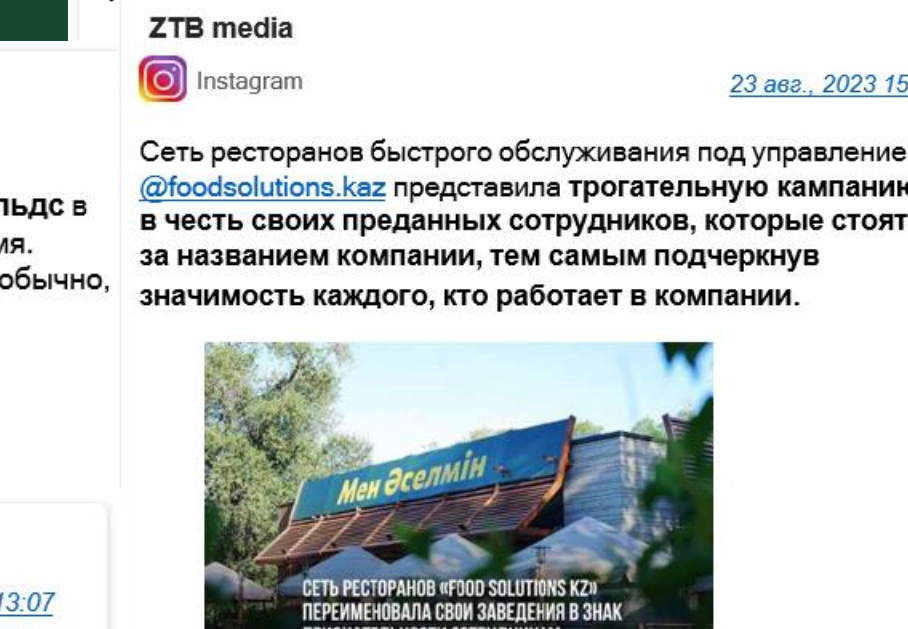 ZTB media
Instagram
23 авг., 2023 15
Сеть ресторанов быстрого обслуживания под управление
@foodsolutions.kaz представила трогательную кампанию
в честь своих преданных сотрудников, которые стоят
за названием компании, тем самым подчеркнув
значимость каждого, кто работает в компании.
Мен Әселмін
СЕТЬ РЕСТОРАНОВ «FOOD SOLUTIONS KZ»
ПЕРЕИМЕНОВАЛА СВОИ ЗАВЕДЕНИЯ В ЗНАК
льдс в
мя.
обычно,
13:07